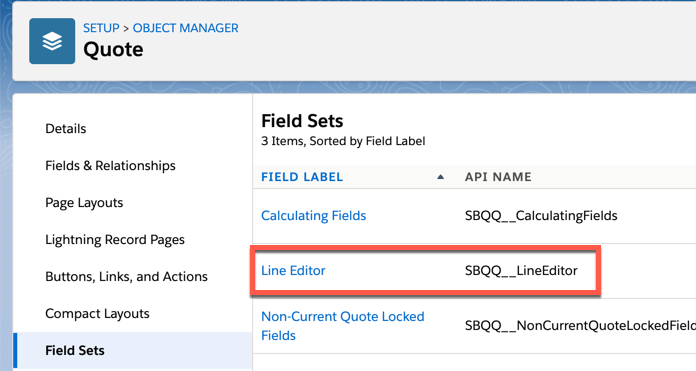 SETUP > OBJECT MANAGER
Quote
Details
Fields & Relationships
Page Layouts
Lightning Record Pages
Buttons, Links, and Actions
Compact Layouts
Field Sets
Field Sets
3 Items, Sorted by Field Label
FIELD LABEL API NAME
Calculating Fields SBQQ__CalculatingFields
Line Editor SBQQ__LineEditor
Non-Current Quote Locked SBQQ__NonCurrentQuoteLockedField
Fields